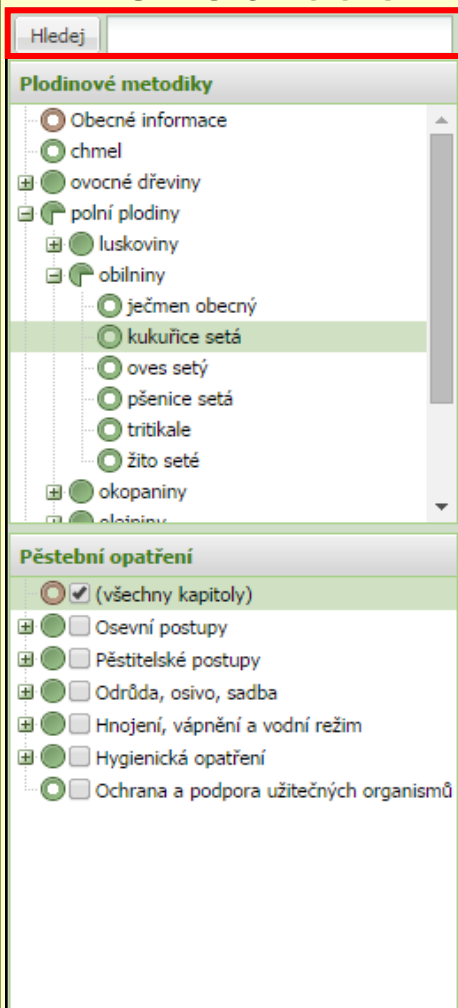 Hledej
Plodinové metodiky
Obecné informace
chmel
ovocné dřeviny
polní plodiny
luskoviny
obilniny
ječmen obecný
kukuřice setá
oves setý
pšenice setá
tritikale
žito seté
okopaniny
Pěstební opatření
(všechny kapitoly)
Osevní postupy
Pěstitelské postupy
Odrůda, osivo, sadba
Hnojení, vápnění a vodní režim
Hygienická opatření
Ochrana a podpora užitečných organismů